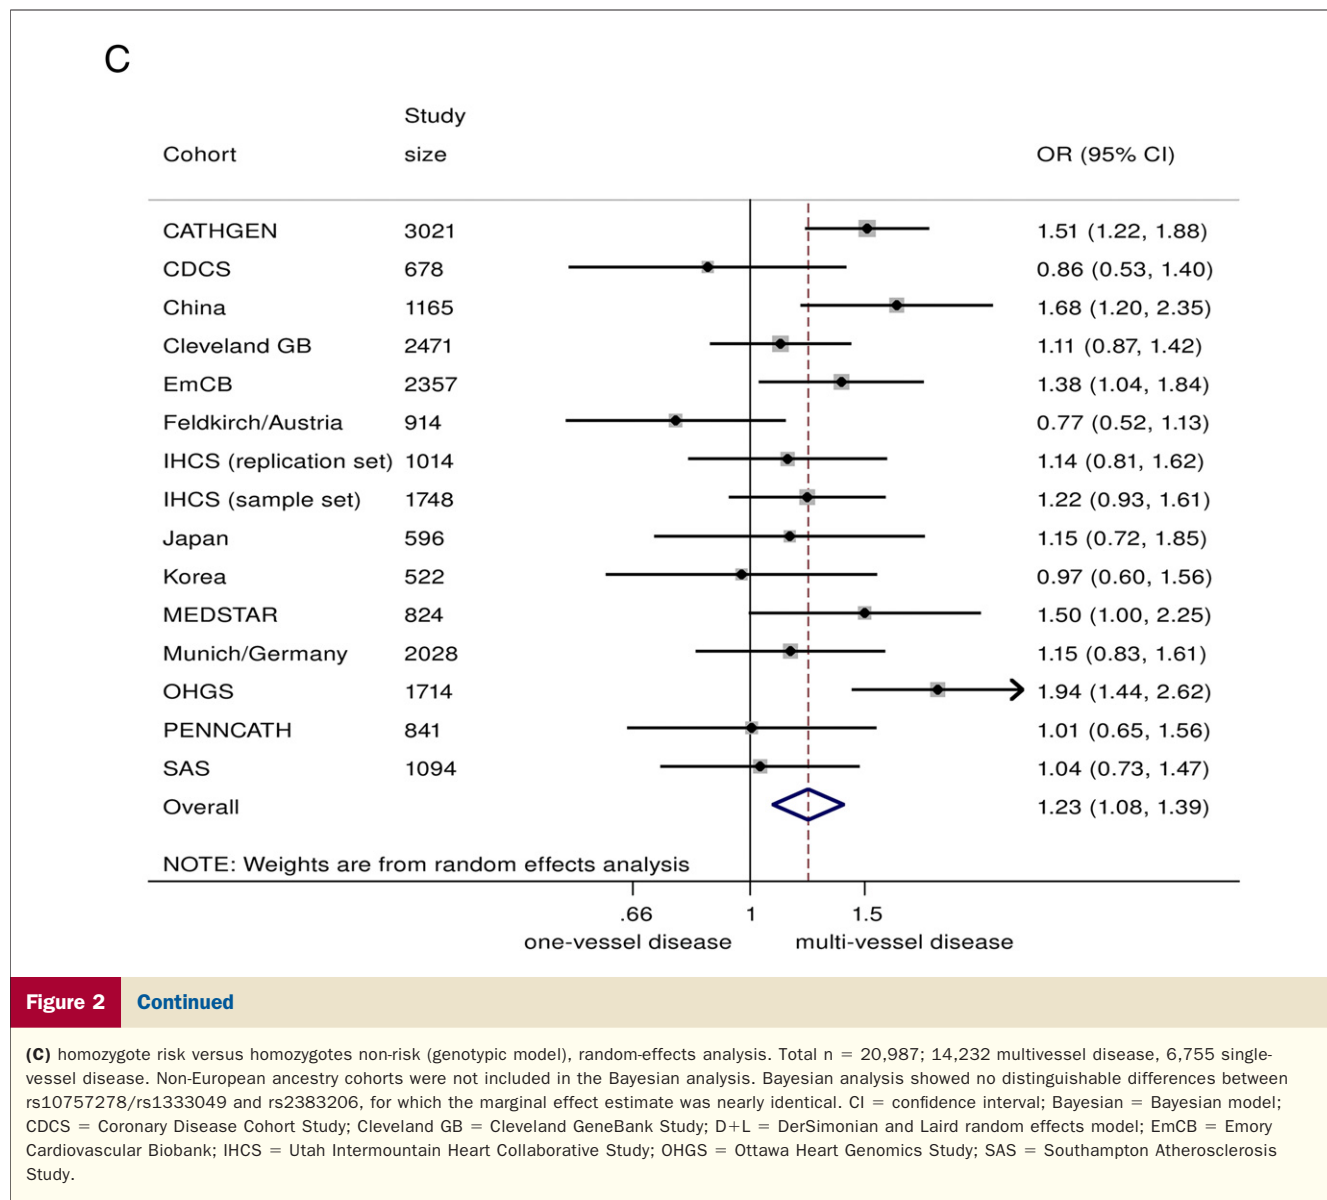 C
Study
Cohort size OR (95% CI)
CATHGEN 3021 1.51 (1.22, 1.88)
CDCS 678 0.86 (0.53, 1.40)
China 1165 1.68 (1.20, 2.35)
Cleveland GB 2471 1.11 (0.87, 1.42)
EmCB 2357 1.38 (1.04, 1.84)
Feldkirch/Austria 914 0.77 (0.52, 1.13)
IHCS (replication set) 1014 1.14 (0.81, 1.62)
IHCS (sample set) 1748 1.22 (0.93, 1.61)
Japan 596 1.15 (0.72, 1.85)
Korea 522 0.97 (0.60, 1.56)
MEDSTAR 824 1.50 (1.00, 2.25)
Munich/Germany 2028 1.15 (0.83, 1.61)
OHGS 1714 1.94 (1.44, 2.62)
PENNCATH 841 1.01 (0.65, 1.56)
SAS 1094 1.04 (0.73, 1.47)
Overall 1.23 (1.08, 1.39)
NOTE: Weights are from random effects analysis
.66 1 1.5
one-vessel disease multi-vessel disease
Figure 2 Continued
(C) homozygote risk versus homozygotes non-risk (genotypic model), random-effects analysis. Total n = 20,987; 14,232 multivessel disease, 6,755 single-
vessel disease. Non-European ancestry cohorts were not included in the Bayesian analysis. Bayesian analysis showed no distinguishable differences between
rs10757278/rs1333049 and rs2383206, for which the marginal effect estimate was nearly identical. CI = confidence interval; Bayesian = Bayesian model;
CDCS = Coronary Disease Cohort Study; Cleveland GB = Cleveland GeneBank Study; D+L = DerSimonian and Laird random effects model; EmCB = Emory
Cardiovascular Biobank; IHCS = Utah Intermountain Heart Collaborative Study; OHGS = Ottawa Heart Genomics Study; SAS = Southampton Atherosclerosis
Study.